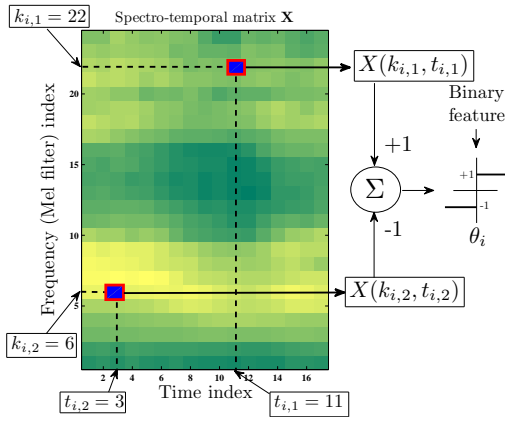 k_{i,1} = 22
Spectro-temporal matrix X
X(k_{i,1}, t_{i,1})
Binary
feature
+1
Σ
+1
-1
-1
θ_i
X(k_{i,2}, t_{i,2})
Frequency (Mel filter) index
20
15
10
5
k_{i,2} = 6
2 4 6 8 10 12 14 16
Time index
t_{i,2} = 3
t_{i,1} = 11